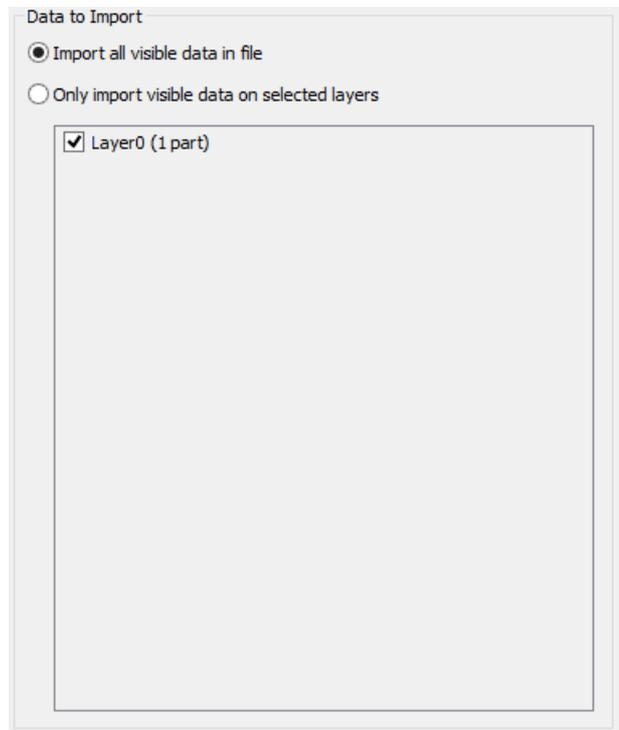 Data to Import
Import all visible data in file
Only import visible data on selected layers
Layer0 (1 part)